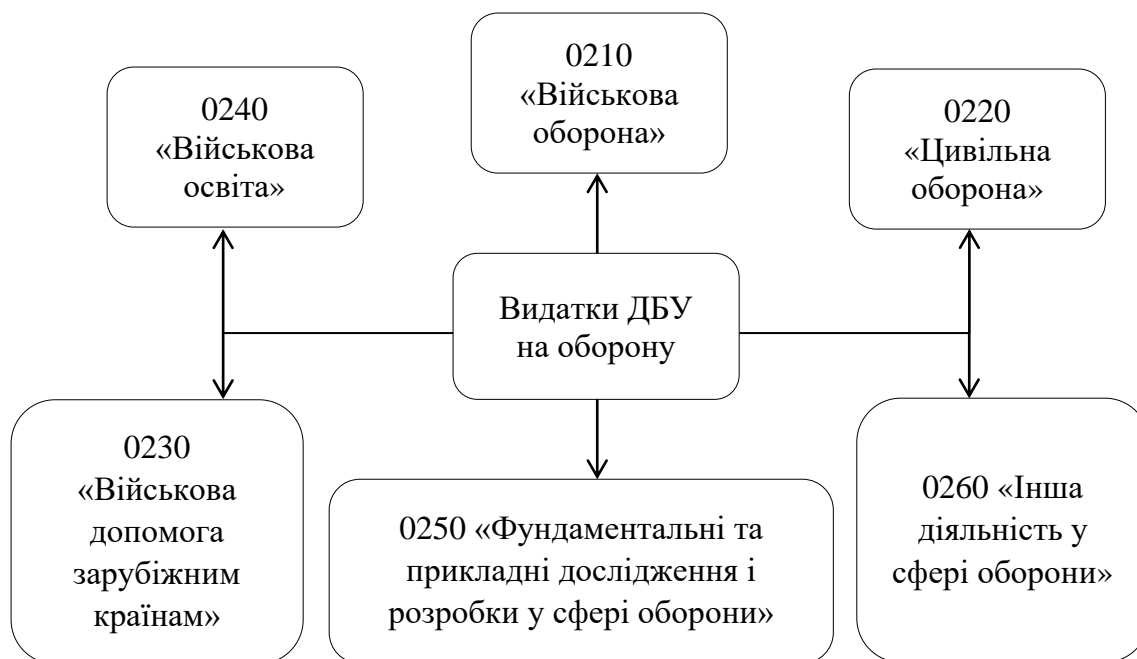 0240
«Військова
освіта»
0210
«Військова
оборона»
0220
«Цивільна
оборона»
Видатки ДБУ
на оборону
0230
«Військова
допомога
зарубіжним
країнам»
0250 «Фундаментальні та
прикладні дослідження і
розробки у сфері оборони»
0260 «Інша
діяльність у
сфері оборони»